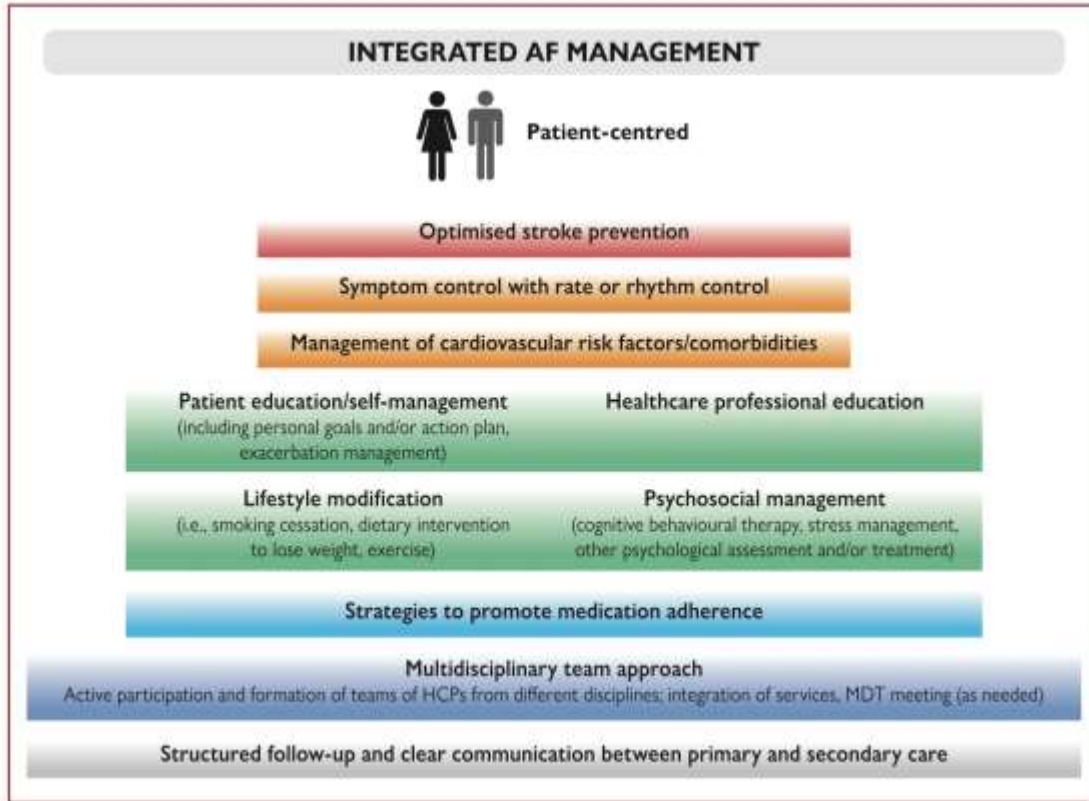 INTEGRATED AF MANAGEMENT
Patient-centred
Optimised stroke prevention
Symptom control with rate or rhythm control
Management of cardiovascular risk factors/comorbidities
Patient education/self-management
(including personal goals and/or action plan,
exacerbation management)
Healthcare professional education
Lifestyle modification
(i.e., smoking cessation, dietary intervention
to lose weight, exercise)
Psychosocial management
(cognitive behavioural therapy, stress management,
other psychological assessment and/or treatment)
Strategies to promote medication adherence
Multidisciplinary team approach
Active participation and formation of teams of HCPs from different disciplines; integration of services, MDT meeting (as needed)
Structured follow-up and clear communication between primary and secondary care